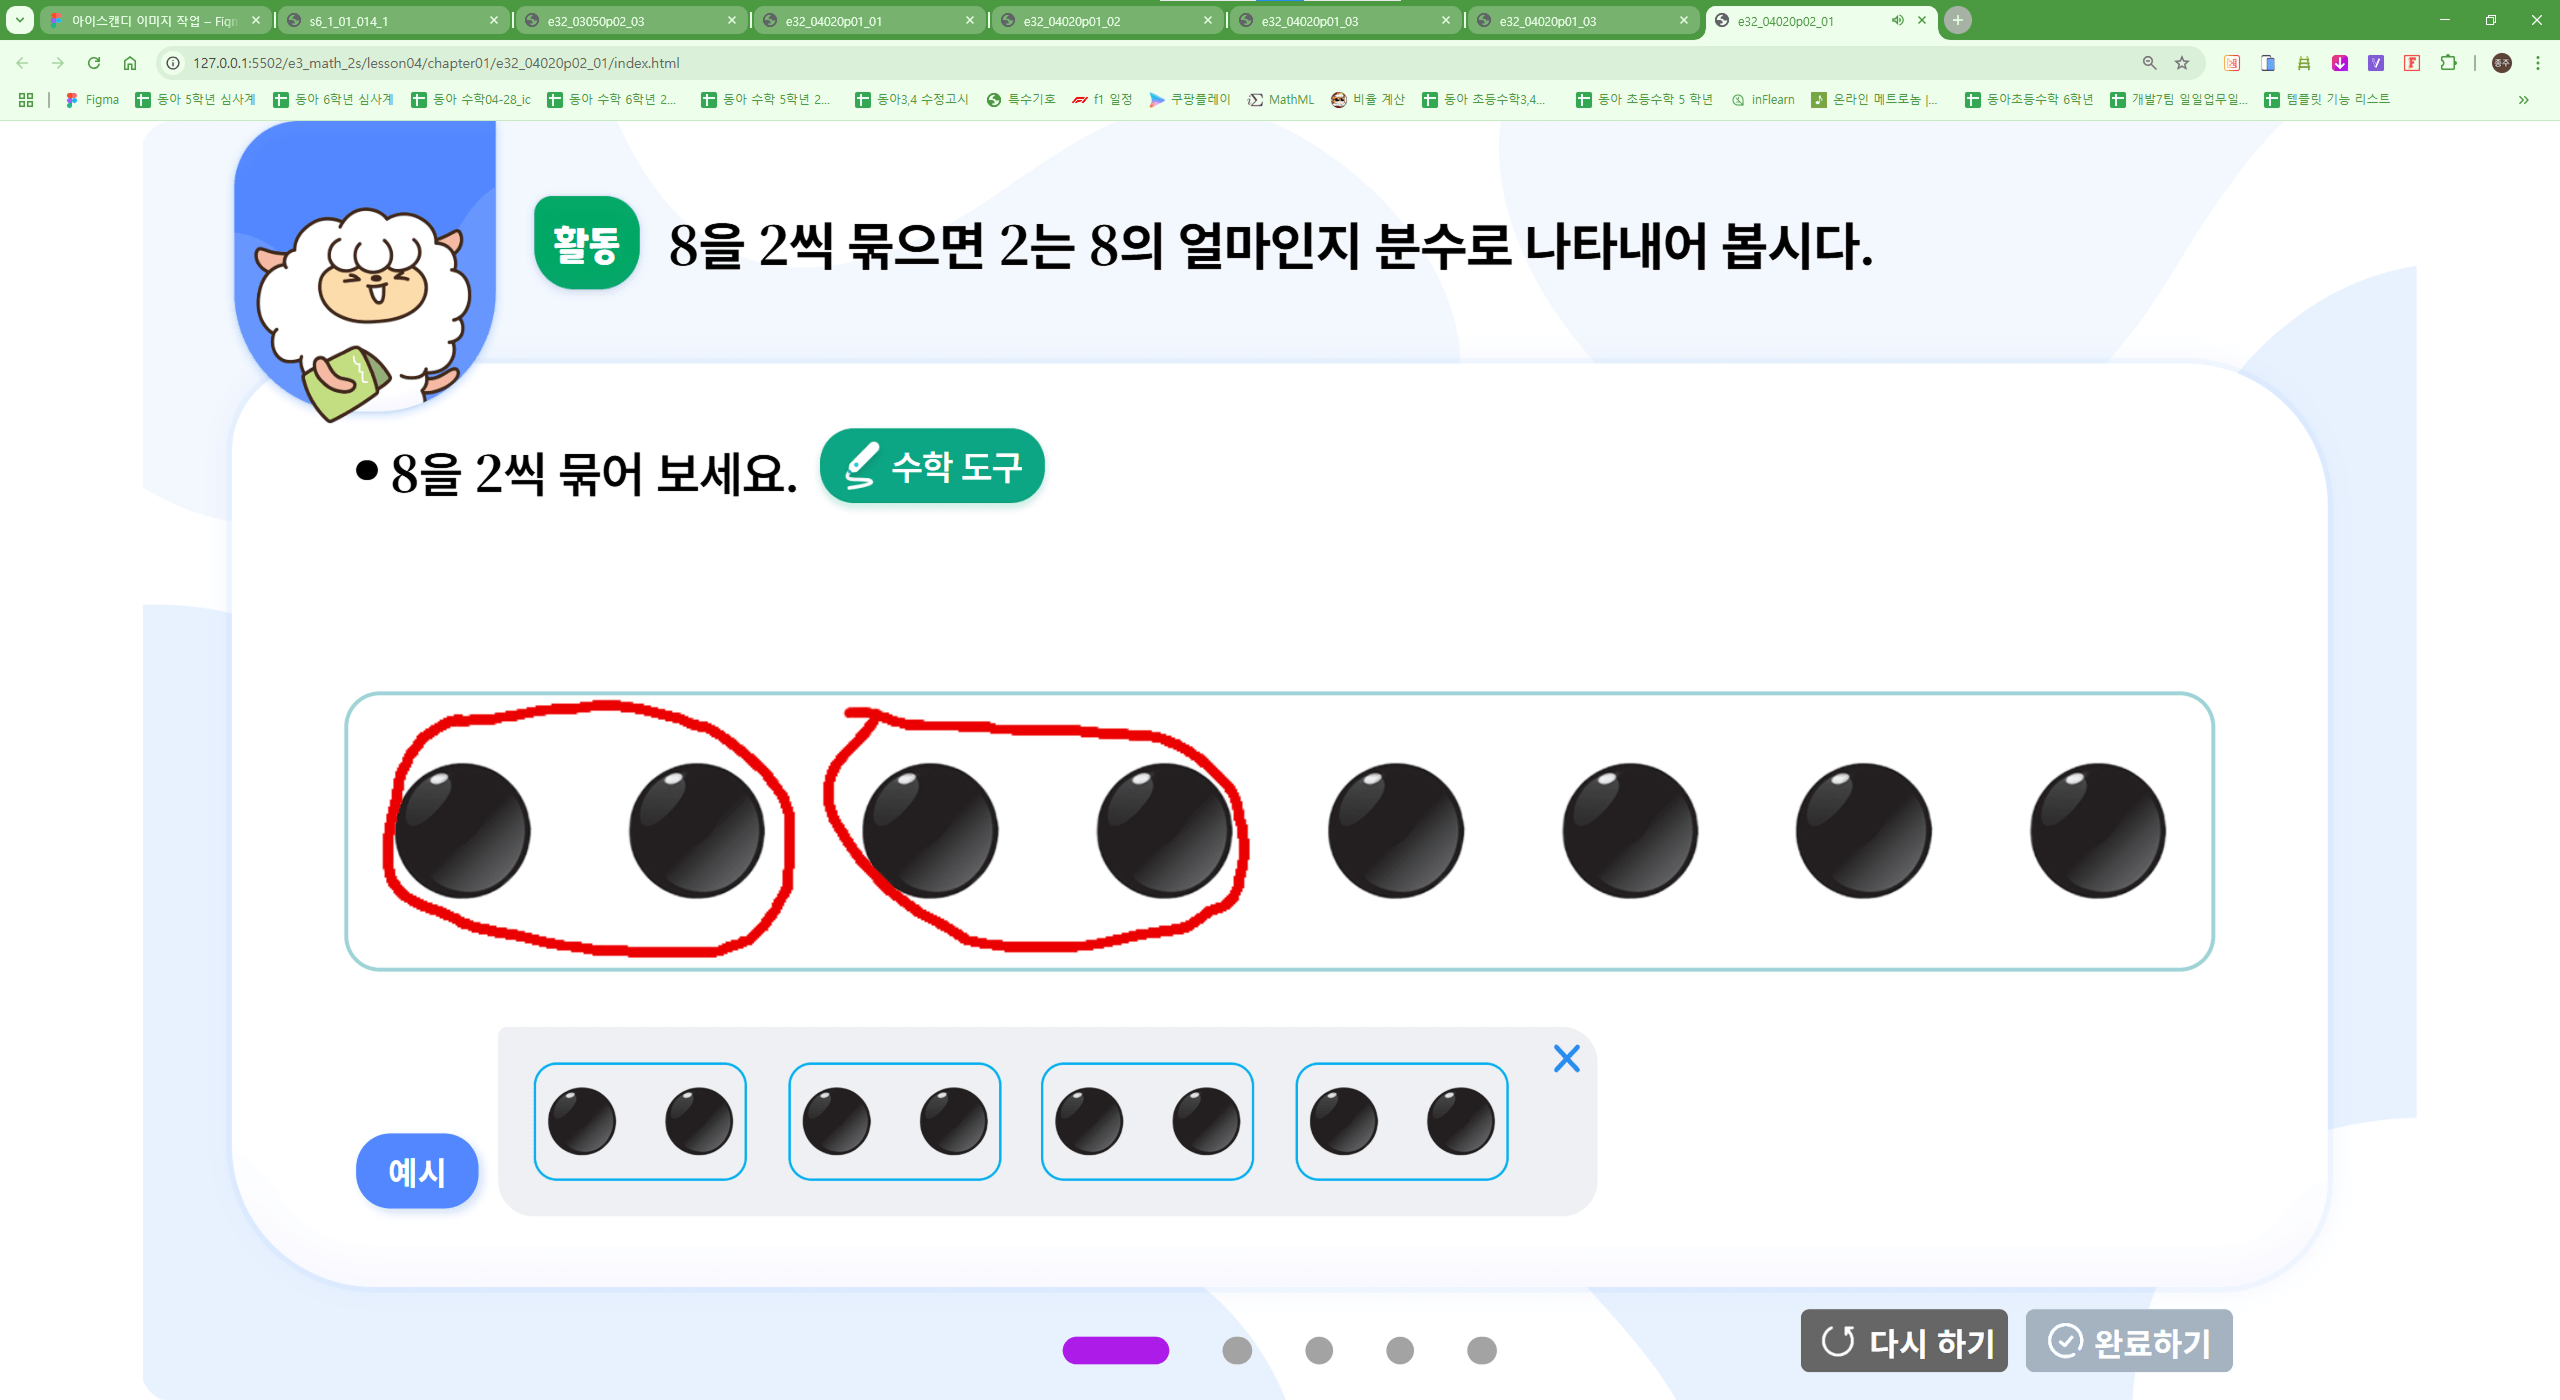 아이스캔디 이미지 작업 – Figm
s6_1_01_014_1
e32_03050p02_03
e32_04020p01_01
e32_04020p01_02
e32_04020p01_03
e32_04020p01_03
e32_04020p02_01
127.0.0.1:5502/e3_math_2s/lesson04/chapter01/e32_04020p02_01/index.html
종주
Figma
동아 5학년 심사계
동아 6학년 심사계
동아 수학04-28_ic
동아 수학 6학년 2...
동아 수학 5학년 2...
동아3,4 수정고시
특수기호
f1 일정
쿠팡플레이
MathML
비율 계산
동아 초등수학3,4...
동아 초등수학 5 학년
inFlearn
온라인 메트로놈 |...
동아초등수학 6학년
개발7팀 일일업무일...
템플릿 기능 리스트
활동
8을 2씩 묶으면 2는 8의 얼마인지 분수로 나타내어 봅시다.
8을 2씩 묶어 보세요.
수학 도구
예시
다시 하기
완료하기